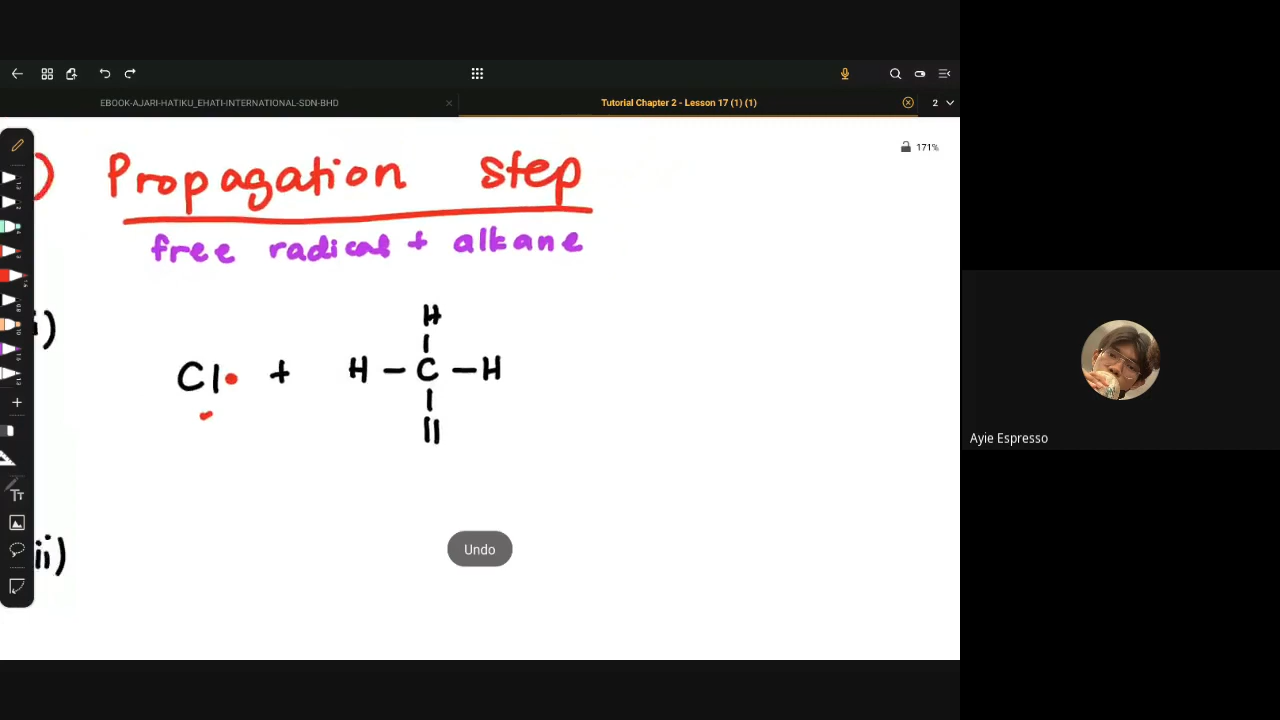 EBOOK-AJARI-HATIKU_EHATI-INTERNATIONAL-SDN-BHD
Tutorial Chapter 2 - Lesson 17 (1) (1)
2
171%
) Propagation step
free radical + alkane
H
i)
Cl• + H – C – H
H
Undo
ii)
Tt
Ayie Espresso